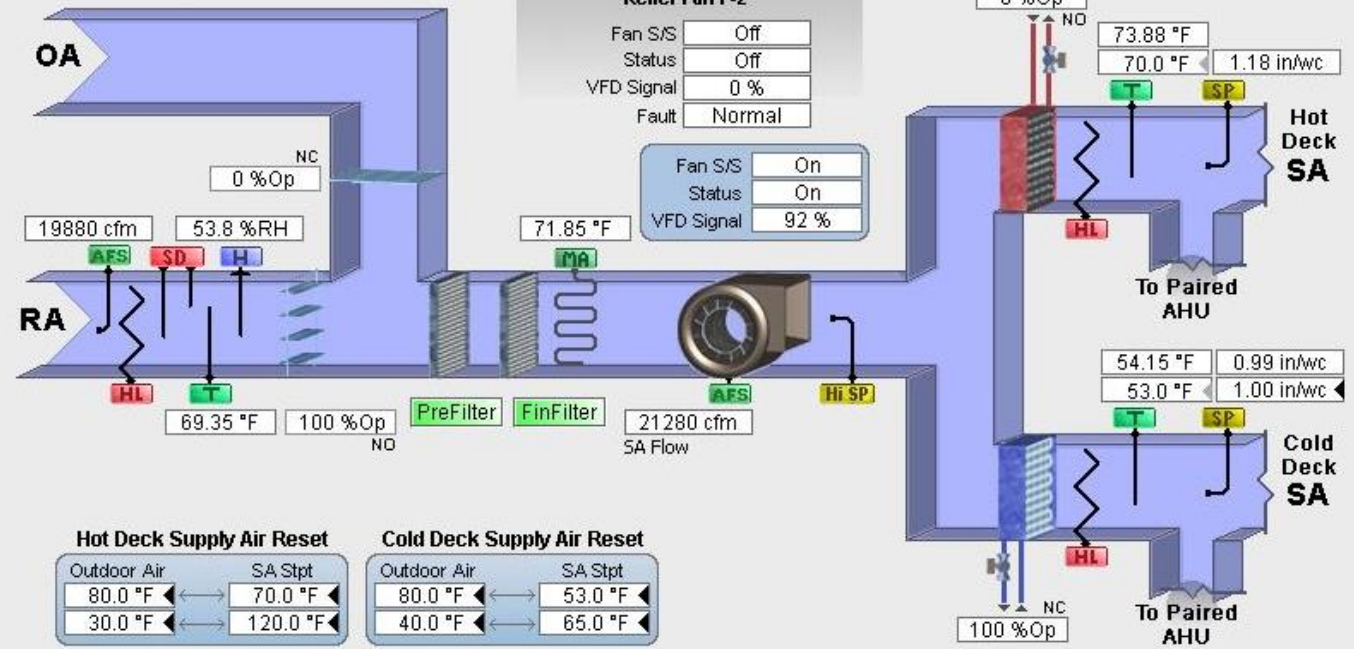 Relief Fan F-2
Fan S/S Off
Status Off
VFD Signal 0 %
Fault Normal
OA
NC
0 %Op
Fan S/S On
Status On
VFD Signal 92 %
0 %Op
NO
73.88 °F
70.0 °F 1.18 in/wc
T SP
Hot
Deck
SA
HL
To Paired
AHU
19880 cfm 53.8 %RH
AFS SD H
71.85 °F
MA
RA
HL T
69.35 °F 100 %Op
NO
PreFilter FinFilter
AFS
21280 cfm
SA Flow
Hi SP
54.15 °F 0.99 in/wc
53.0 °F 1.00 in/wc
T SP
Cold
Deck
SA
HL
NC
100 %Op
To Paired
AHU
Hot Deck Supply Air Reset
Outdoor Air SA Stpt
80.0 °F 70.0 °F
30.0 °F 120.0 °F
Cold Deck Supply Air Reset
Outdoor Air SA Stpt
80.0 °F 53.0 °F
40.0 °F 65.0 °F